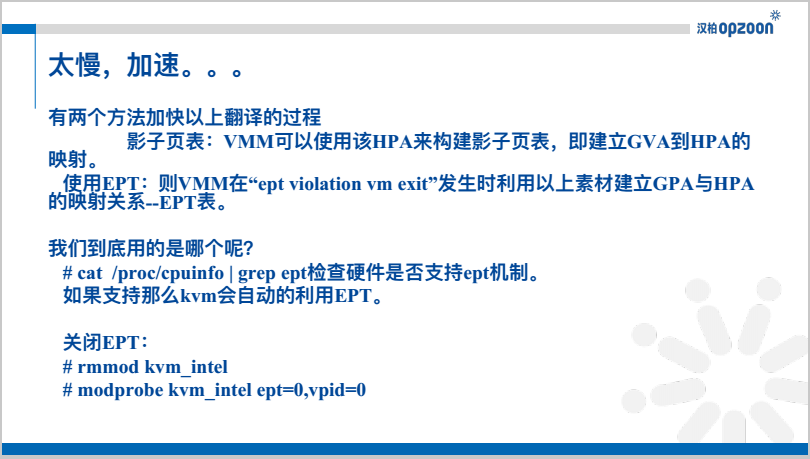 汉柏opzoon
太慢，加速。。。
有两个方法加快以上翻译的过程
影子页表：VMM可以使用该HPA来构建影子页表，即建立GVA到HPA的
映射。
使用EPT：则VMM在“ept violation vm exit”发生时利用以上素材建立GPA与HPA
的映射关系--EPT表。
我们到底用的是哪个呢？
# cat /proc/cpuinfo | grep ept检查硬件是否支持ept机制。
如果支持那么kvm会自动的利用EPT。
关闭EPT：
# rmmod kvm_intel
# modprobe kvm_intel ept=0,vpid=0